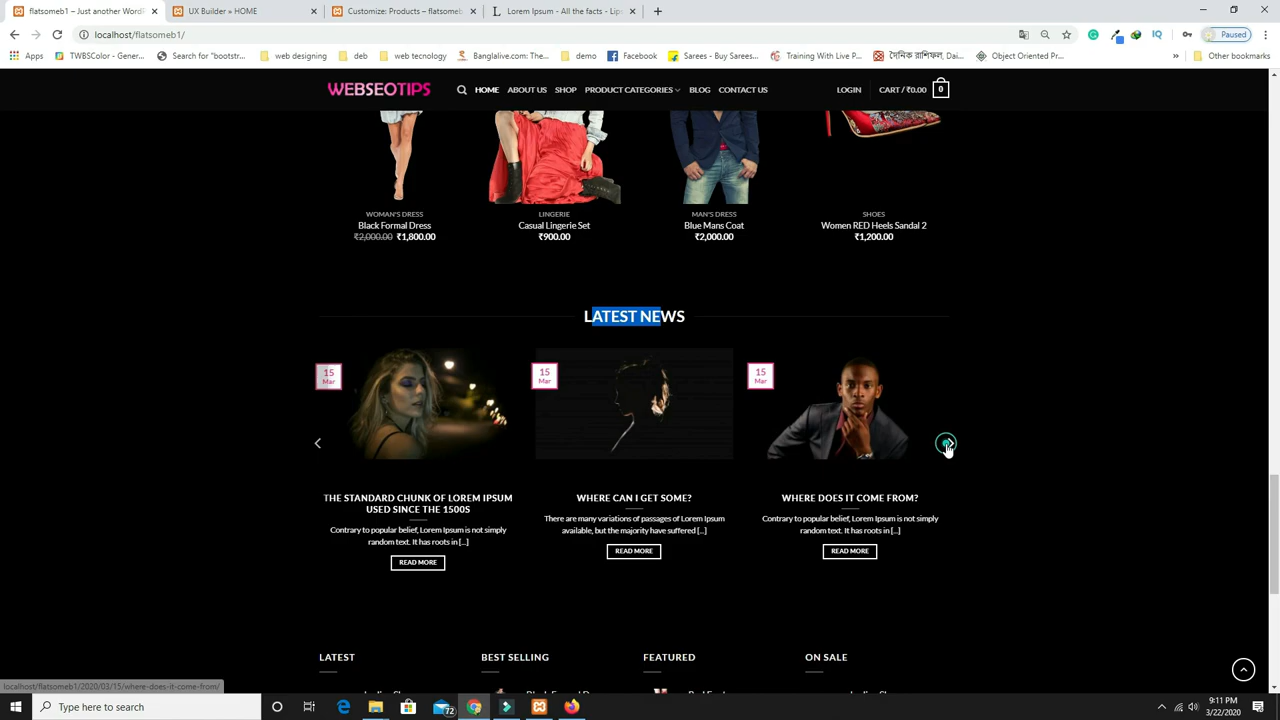 flatsomeb1 – Just another WordP
UX Builder - HOME
Customize: flatsomeb1
Lorem Ipsum - All the facts - Lips
localhost/flatsomeb1/
Paused
Apps
TWBSColor - Gener...
Search for "bootstr...
web designing
deb
web tecnology
Banglalive.com: সা...
demo
Facebook
Sarees - Buy Saree...
Training With Live P...
দৈনিক রাশিফল, Dai...
Object Oriented Pr...
»
Other bookmarks
WEBSEOTIPS
HOME
ABOUT US
SHOP
PRODUCT CATEGORIES
BLOG
CONTACT US
LOGIN
CART / ₹0.00
0
WOMAN'S DRESS
Black Formal Dress
₹2,000.00 ₹1,800.00
LINGERIE
Casual Lingerie Set
₹900.00
MAN'S DRESS
Blue Mans Coat
₹2,000.00
SHOES
Women RED Heels Sandal 2
₹1,200.00
LATEST NEWS
15
Mar
15
Mar
15
Mar
THE STANDARD CHUNK OF LOREM IPSUM
USED SINCE THE 1500S
Contrary to popular belief, Lorem Ipsum is not simply
random text. It has roots in [...]
READ MORE
WHERE CAN I GET SOME?
There are many variations of passages of Lorem Ipsum
available, but the majority have suffered [...]
READ MORE
WHERE DOES IT COME FROM?
Contrary to popular belief, Lorem Ipsum is not simply
random text. It has roots in [...]
READ MORE
LATEST
BEST SELLING
FEATURED
ON SALE
localhost/flatsomeb1/2020/03/15/where-does-it-come-from/
Type here to search
72
9:11 PM
3/22/2020